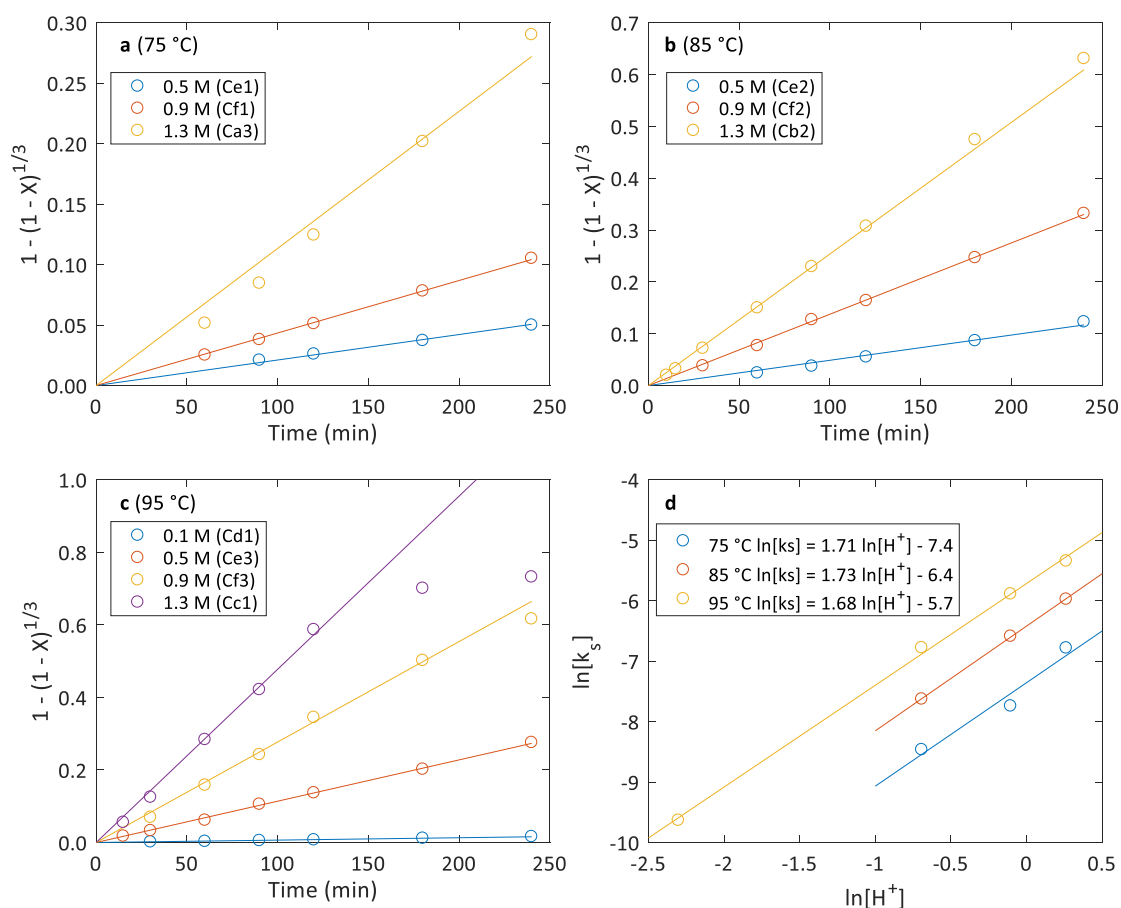 a (75 °C)
0.5 M (Ce1)
0.9 M (Cf1)
1.3 M (Ca3)
0.30
0.25
0.20
0.15
0.10
0.05
0.00
1 - (1 - X)^1/3
0 50 100 150 200 250
Time (min)
b (85 °C)
0.5 M (Ce2)
0.9 M (Cf2)
1.3 M (Cb2)
0.7
0.6
0.5
0.4
0.3
0.2
0.1
0.0
1 - (1 - X)^1/3
0 50 100 150 200 250
Time (min)
c (95 °C)
0.1 M (Cd1)
0.5 M (Ce3)
0.9 M (Cf3)
1.3 M (Cc1)
1.0
0.8
0.6
0.4
0.2
0.0
1 - (1 - X)^1/3
0 50 100 150 200 250
Time (min)
d
75 °C ln[ks] = 1.71 ln[H⁺] - 7.4
85 °C ln[ks] = 1.73 ln[H⁺] - 6.4
95 °C ln[ks] = 1.68 ln[H⁺] - 5.7
-4
-5
-6
-7
-8
-9
-10
ln[kₛ]
-2.5 -2 -1.5 -1 -0.5 0 0.5
ln[H⁺]